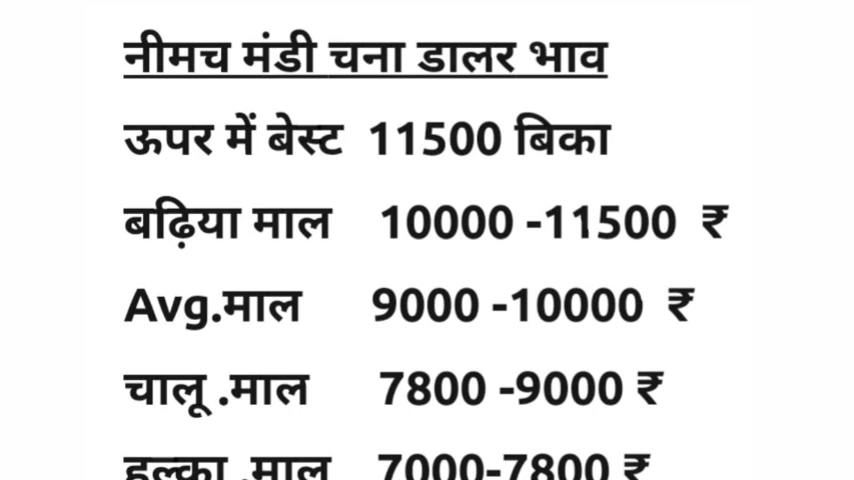 नीमच मंडी चना डालर भाव
ऊपर में बेस्ट 11500 बिका
बढ़िया माल 10000 -11500 ₹
Avg.माल 9000 -10000 ₹
चालू .माल 7800 -9000 ₹
हल्का .माल 7000-7800 ₹